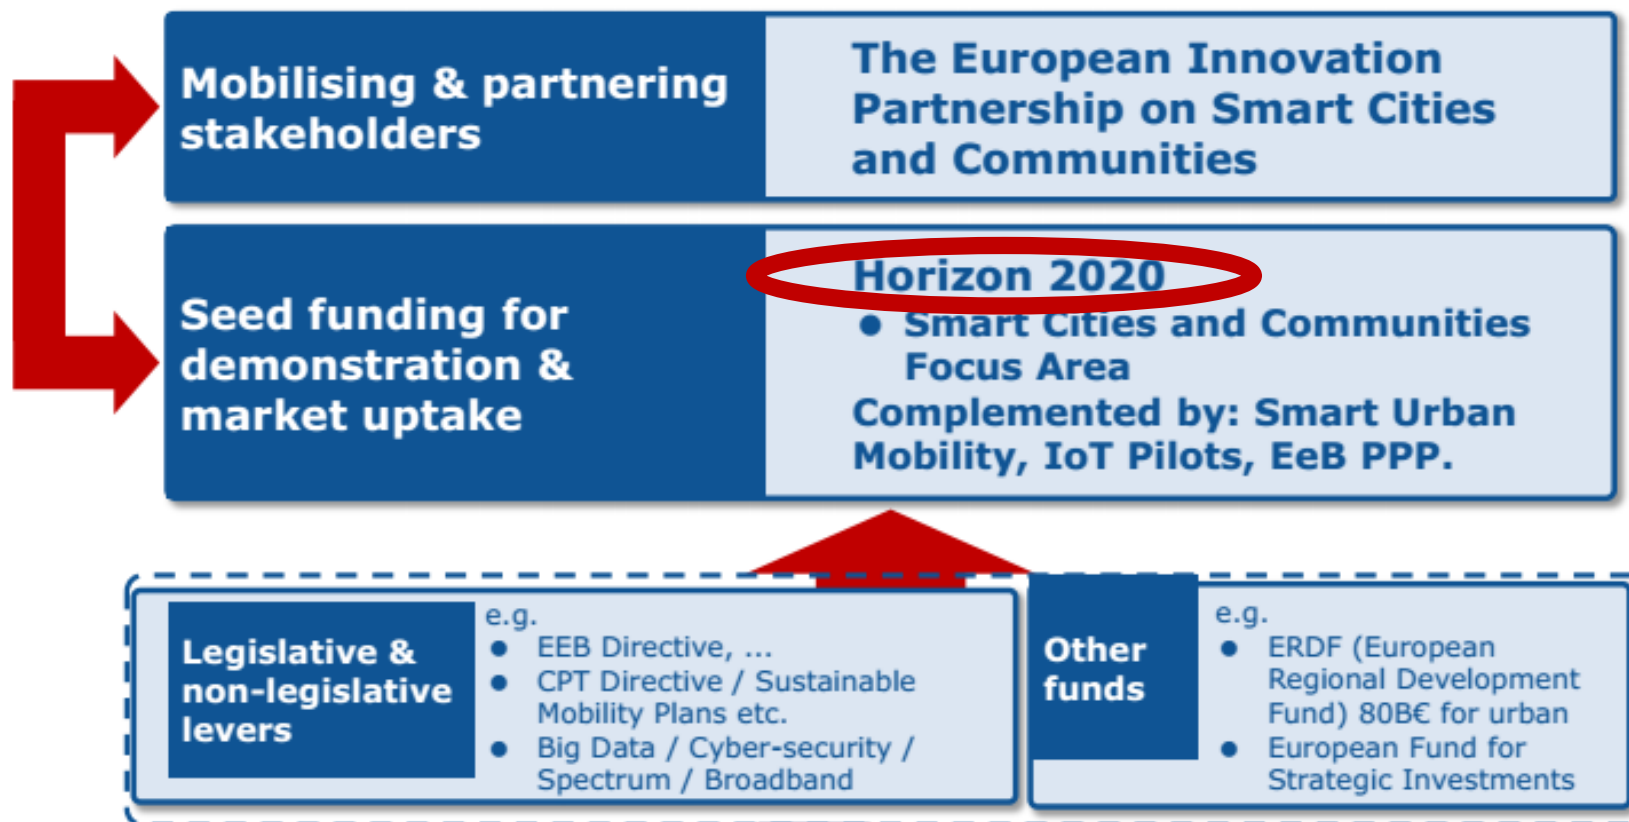 Mobilising & partnering
stakeholders
The European Innovation
Partnership on Smart Cities
and Communities
Seed funding for
demonstration &
market uptake
Horizon 2020
● Smart Cities and Communities
Focus Area
Complemented by: Smart Urban
Mobility, IoT Pilots, EeB PPP.
Legislative &
non-legislative
levers
e.g.
● EEB Directive, ...
● CPT Directive / Sustainable
Mobility Plans etc.
● Big Data / Cyber-security /
Spectrum / Broadband
Other
funds
e.g.
● ERDF (European
Regional Development
Fund) 80B€ for urban
● European Fund for
Strategic Investments